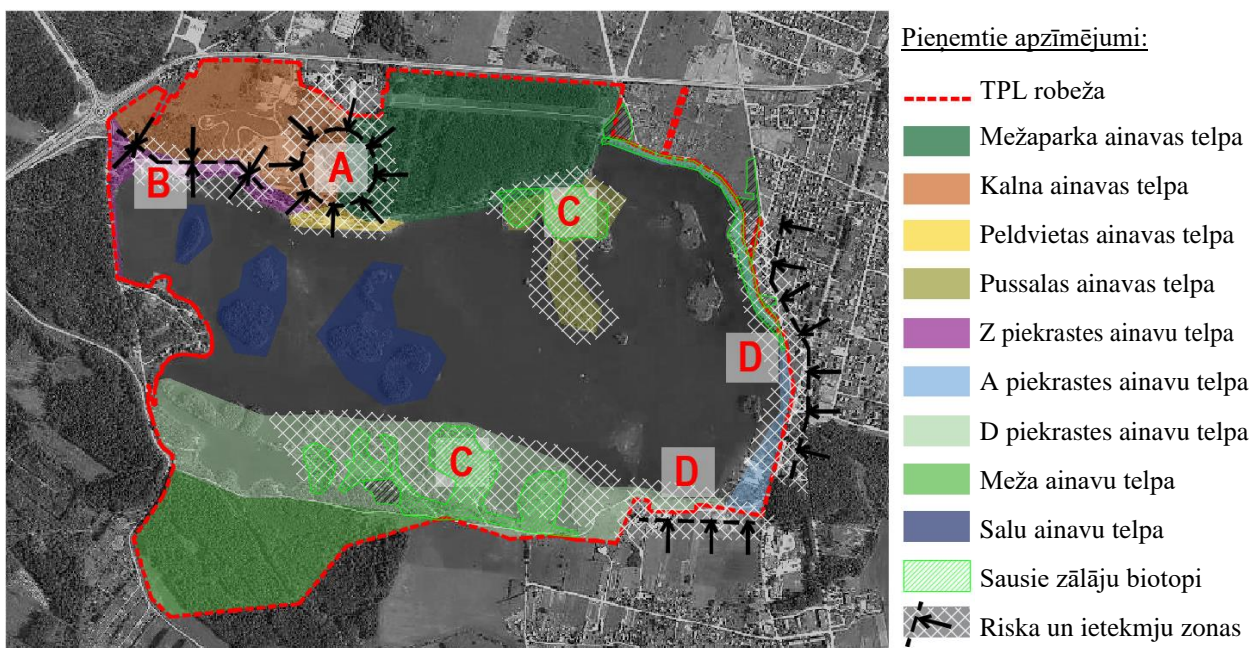 Pieņemtie apzīmējumi:
TPL robeža
Mežaparka ainavas telpa
Kalna ainavas telpa
Peldvietas ainavas telpa
Pussalas ainavas telpa
Z piekrastes ainavu telpa
A piekrastes ainavu telpa
D piekrastes ainavu telpa
Meža ainavu telpa
Salu ainavu telpa
Sausie zālāju biotopi
Riska un ietekmju zonas
A
B
C
D
C
D